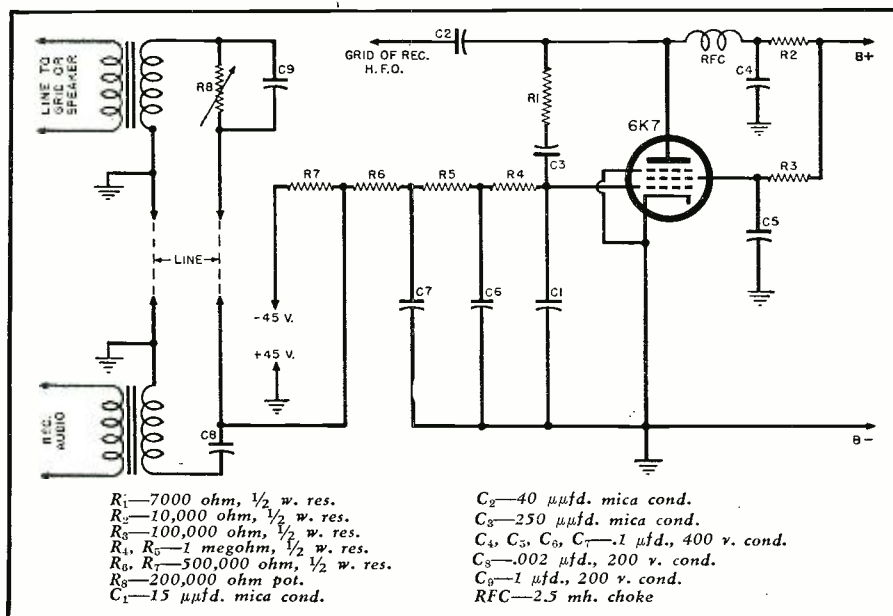 LINE TO
GRID OR
SPEAKER
R8
C9
C2
GRID OF REC.
H.F.O.
R1
C3
RFC
C4
R2
B+
6K7
R3
C5
R7
R6
R5
R4
LINE
-45 V.
+45 V.
C7
C6
C1
REC.
AUDIO
C8
B-
R₁—7000 ohm, ½ w. res.
R₂—10,000 ohm, ½ w. res.
R₃—100,000 ohm, ½ w. res.
R₄, R₅—1 megohm, ½ w. res.
R₆, R₇—500,000 ohm, ½ w. res.
R₈—200,000 ohm pot.
C₁—15 μμfd. mica cond.
C₂—40 μμfd. mica cond.
C₃—250 μμfd. mica cond.
C₄, C₅, C₆, C₇—.1 μfd., 400 v. cond.
C₈—.002 μfd., 200 v. cond.
C₉—1 μfd., 200 v. cond.
RFC—2.5 mh. choke